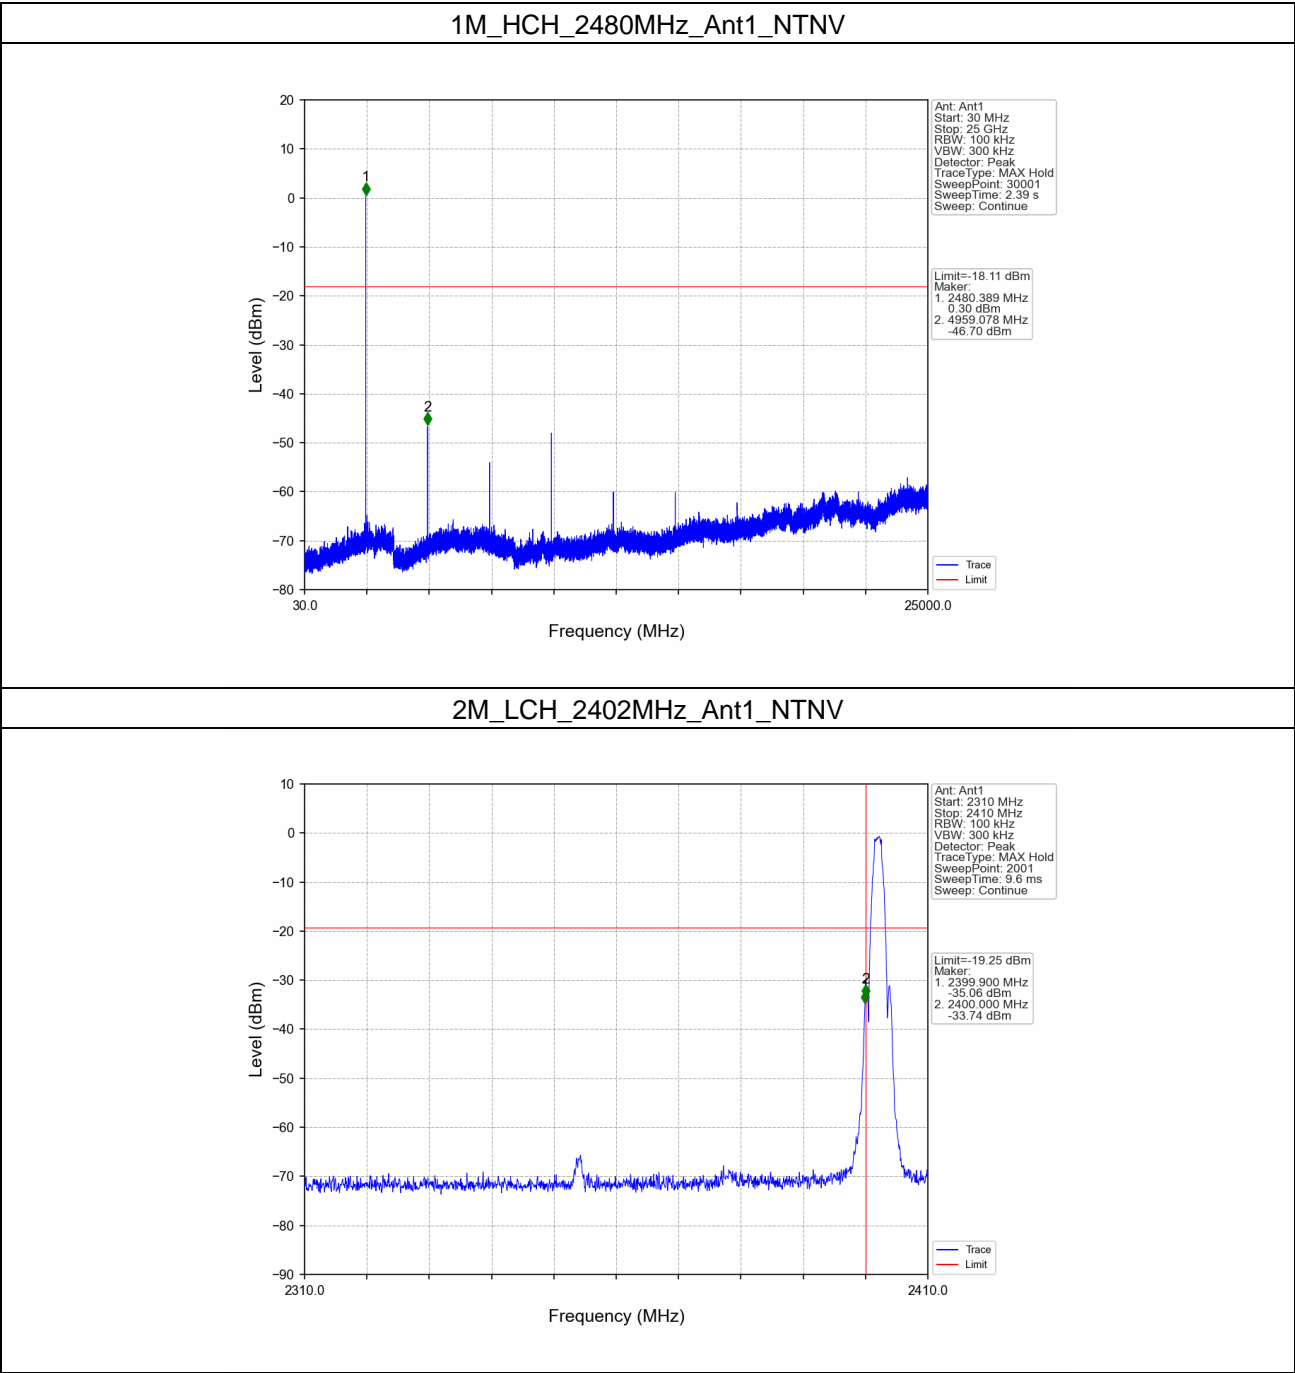 1M_HCH_2480MHz_Ant1_NTNV
20
10
0
−10
−20
−30
−40
−50
−60
−70
−80
Level (dBm)
1
2
30.0
25000.0
Frequency (MHz)
Ant: Ant1
Start: 30 MHz
Stop: 25 GHz
RBW: 100 kHz
VBW: 300 kHz
Detector: Peak
TraceType: MAX Hold
SweepPoint: 30001
SweepTime: 2.39 s
Sweep: Continue
Limit=-18.11 dBm
Maker:
1. 2480.389 MHz
0.30 dBm
2. 4959.078 MHz
-46.70 dBm
Trace
Limit
2M_LCH_2402MHz_Ant1_NTNV
10
0
−10
−20
−30
−40
−50
−60
−70
−80
−90
Level (dBm)
2
2310.0
2410.0
Frequency (MHz)
Ant: Ant1
Start: 2310 MHz
Stop: 2410 MHz
RBW: 100 kHz
VBW: 300 kHz
Detector: Peak
TraceType: MAX Hold
SweepPoint: 2001
SweepTime: 9.6 ms
Sweep: Continue
Limit=-19.25 dBm
Maker:
1. 2399.900 MHz
-35.06 dBm
2. 2400.000 MHz
-33.74 dBm
Trace
Limit